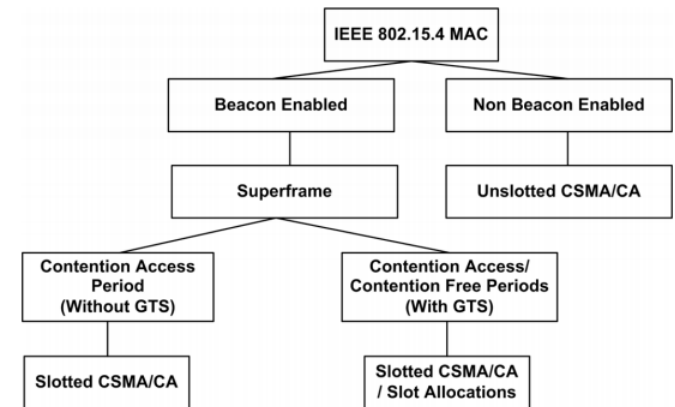 IEEE 802.15.4 MAC
Beacon Enabled
Non Beacon Enabled
Superframe
Unslotted CSMA/CA
Contention Access
Period
(Without GTS)
Contention Access/
Contention Free Periods
(With GTS)
Slotted CSMA/CA
Slotted CSMA/CA
/ Slot Allocations